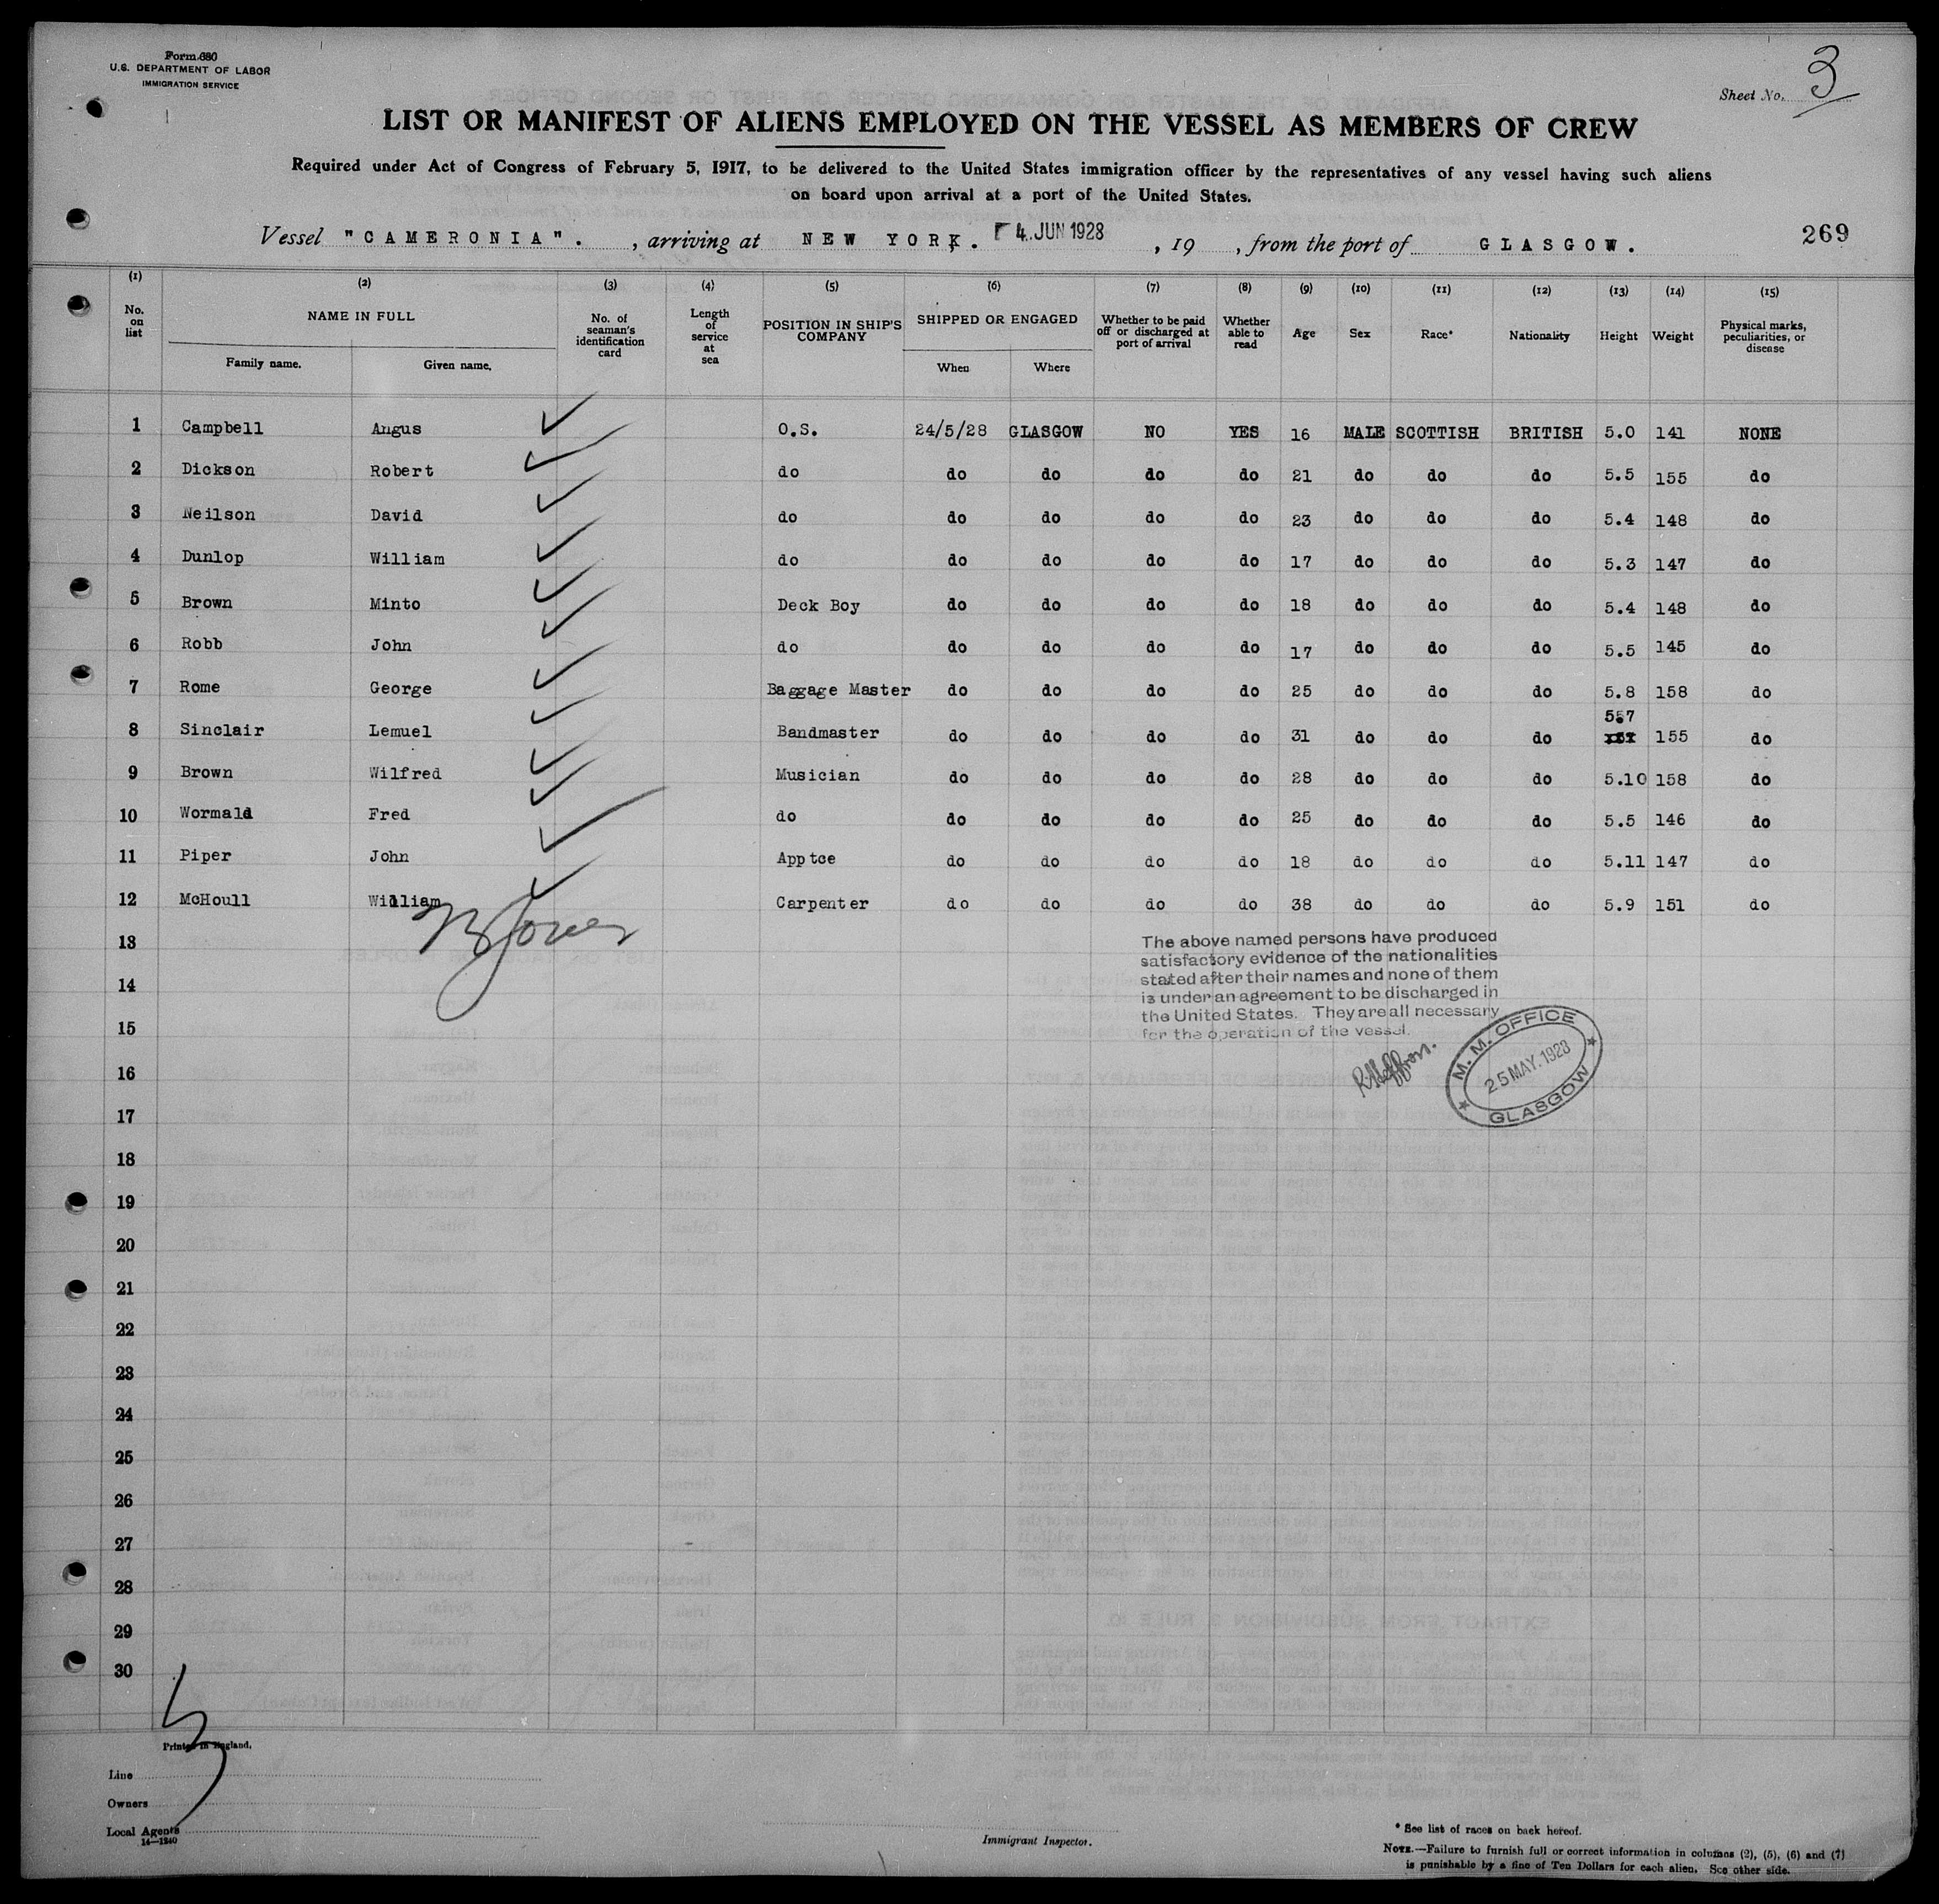 Form 680
U.S. DEPARTMENT OF LABOR
IMMIGRATION SERVICE
Sheet No. 3
LIST OR MANIFEST OF ALIENS EMPLOYED ON THE VESSEL AS MEMBERS OF CREW
Required under Act of Congress of February 5, 1917, to be delivered to the United States immigration officer by the representatives of any vessel having such aliens
on board upon arrival at a port of the United States.
Vessel "CAMERONIA". , arriving at NEW YORK. 4. JUN 1928 , 19 , from the port of GLASGOW. 269
(1) (2) (3) (4) (5) (6) (7) (8) (9) (10) (11) (12) (13) (14) (15)
No. on list NAME IN FULL No. of seaman's identification card Length of service at sea POSITION IN SHIP'S COMPANY SHIPPED OR ENGAGED Whether to be paid off or discharged at port of arrival Whether able to read Age Sex Race* Nationality Height Weight Physical marks, peculiarities, or disease
Family name. Given name. When Where
1 Campbell Angus O.S. 24/5/28 GLASGOW NO YES 16 MALE SCOTTISH BRITISH 5.0 141 NONE
2 Dickson Robert do do do do do 21 do do do 5.5 155 do
3 Neilson David do do do do do 23 do do do 5.4 148 do
4 Dunlop William do do do do do 17 do do do 5.3 147 do
5 Brown Minto Deck Boy do do do do 18 do do do 5.4 148 do
6 Robb John do do do do do 17 do do do 5.5 145 do
7 Rome George Baggage Master do do do do 25 do do do 5.8 158 do
8 Sinclair Lemuel Bandmaster do do do do 31 do do do 5.7 155 do
9 Brown Wilfred Musician do do do do 28 do do do 5.10 158 do
10 Wormald Fred do do do do do 25 do do do 5.5 146 do
11 Piper John Apptce do do do do 18 do do do 5.11 147 do
12 McHoull William Carpenter do do do do 38 do do do 5.9 151 do
13
14
15
16
17
18
19
20
21
22
23
24
25
26
27
28
29
30
The above named persons have produced
satisfactory evidence of the nationalities
stated after their names and none of them
is under an agreement to be discharged in
the United States. They are all necessary
for the operation of the vessel.
M. M. OFFICE
25 MAY. 1928
GLASGOW
Printed in England.
Line
Owners
Local Agents
14—1240
Immigrant Inspector.
* See list of races on back hereof.
NOTE.—Failure to furnish full or correct information in columns (2), (5), (6) and (7)
is punishable by a fine of Ten Dollars for each alien. See other side.